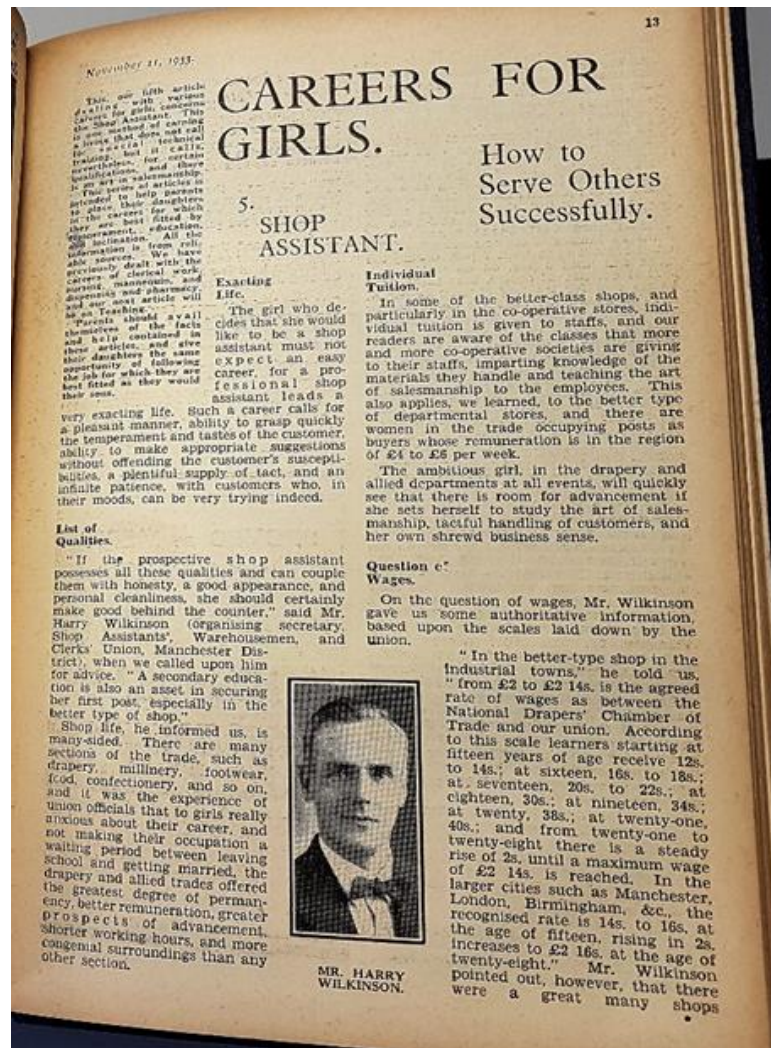 13
November 11, 1933.
CAREERS FOR
GIRLS.
How to
Serve Others
Successfully.
5.
SHOP
ASSISTANT.
This, our fifth article
dealing with various
careers for girls, concerns
the Shop Assistant. This
is one method of earning
a living that does not call
for special technical
training, but it calls,
nevertheless, for certain
qualifications, and there
is an art in salesmanship.
This series of articles is
intended to help parents
to place their daughters
in the careers for which
they are best fitted by
temperament, education,
and inclination. All the
information is from reli-
able sources. We have
previously dealt with the
careers of clerical work,
nursing, mannequin, and
dispensing and pharmacy,
and our next article will
be on Teaching.
Parents should avail
themselves of the facts
and help contained in
these articles, and give
their daughters the same
opportunity of following
the job for which they are
best fitted as they would
their sons.
Exacting
Life.
The girl who de-
cides that she would
like to be a shop
assistant must not
expect an easy
career, for a pro-
fessional shop
assistant leads a
very exacting life. Such a career calls for
a pleasant manner, ability to grasp quickly
the temperament and tastes of the customer,
ability to make appropriate suggestions
without offending the customer's suscepti-
bilities, a plentiful supply of tact, and an
infinite patience, with customers who, in
their moods, can be very trying indeed.
List of
Qualities.
"If the prospective shop assistant
possesses all these qualities and can couple
them with honesty, a good appearance, and
personal cleanliness, she should certainly
make good behind the counter," said Mr.
Harry Wilkinson (organising secretary,
Shop Assistants', Warehousemen, and
Clerks' Union, Manchester Dis-
trict), when we called upon him
for advice. "A secondary educa-
tion is also an asset in securing
her first post, especially in the
better type of shop."
Shop life, he informed us, is
many-sided. There are many
sections of the trade, such as
drapery, millinery, footwear,
food, confectionery, and so on,
and it was the experience of
union officials that to girls really
anxious about their career, and
not making their occupation a
waiting period between leaving
school and getting married, the
drapery and allied trades offered
the greatest degree of perman-
ency, better remuneration, greater
prospects of advancement,
shorter working hours, and more
congenial surroundings than any
other section.
Individual
Tuition.
In some of the better-class shops, and
particularly in the co-operative stores, indi-
vidual tuition is given to staffs, and our
readers are aware of the classes that more
and more co-operative societies are giving
to their staffs, imparting knowledge of the
materials they handle and teaching the art
of salesmanship to the employees. This
also applies, we learned, to the better type
of departmental stores, and there are
women in the trade occupying posts as
buyers whose remuneration is in the region
of £4 to £6 per week.
The ambitious girl, in the drapery and
allied departments at all events, will quickly
see that there is room for advancement if
she sets herself to study the art of sales-
manship, tactful handling of customers, and
her own shrewd business sense.
Question of
Wages.
On the question of wages, Mr. Wilkinson
gave us some authoritative information,
based upon the scales laid down by the
union.
"In the better-type shop in the
industrial towns," he told us,
"from £2 to £2 14s. is the agreed
rate of wages as between the
National Drapers' Chamber of
Trade and our union. According
to this scale learners starting at
fifteen years of age receive 12s.
to 14s.; at sixteen, 16s. to 18s.;
at seventeen, 20s. to 22s.; at
eighteen, 30s.; at nineteen, 34s.;
at twenty, 38s.; at twenty-one,
40s.; and from twenty-one to
twenty-eight there is a steady
rise of 2s. until a maximum wage
of £2 14s. is reached. In the
larger cities such as Manchester,
London, Birmingham, &c., the
recognised rate is 14s. to 16s. at
the age of fifteen, rising in 2s.
increases to £2 16s. at the age of
twenty-eight." Mr. Wilkinson
pointed out, however, that there
were a great many shops
MR. HARRY
WILKINSON.